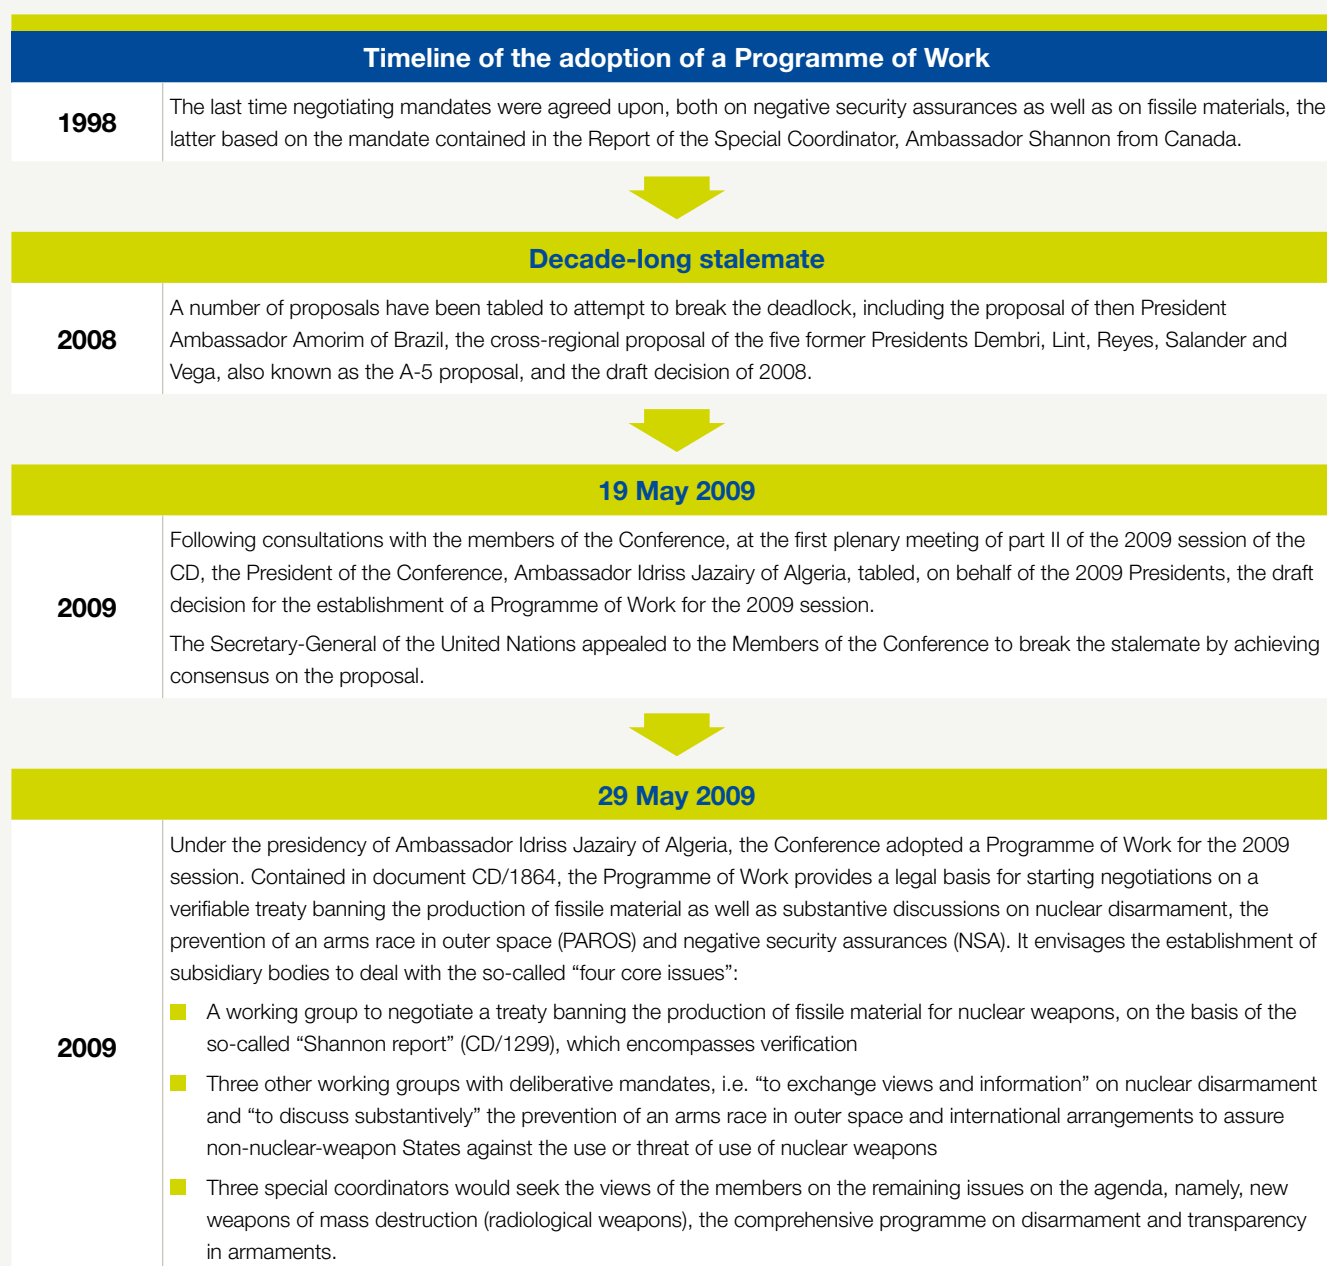 Timeline of the adoption of a Programme of Work
1998
The last time negotiating mandates were agreed upon, both on negative security assurances as well as on fissile materials, the
latter based on the mandate contained in the Report of the Special Coordinator, Ambassador Shannon from Canada.
Decade-long stalemate
2008
A number of proposals have been tabled to attempt to break the deadlock, including the proposal of then President
Ambassador Amorim of Brazil, the cross-regional proposal of the five former Presidents Dembri, Lint, Reyes, Salander and
Vega, also known as the A-5 proposal, and the draft decision of 2008.
19 May 2009
2009
Following consultations with the members of the Conference, at the first plenary meeting of part II of the 2009 session of the
CD, the President of the Conference, Ambassador Idriss Jazairy of Algeria, tabled, on behalf of the 2009 Presidents, the draft
decision for the establishment of a Programme of Work for the 2009 session.
The Secretary-General of the United Nations appealed to the Members of the Conference to break the stalemate by achieving
consensus on the proposal.
29 May 2009
2009
Under the presidency of Ambassador Idriss Jazairy of Algeria, the Conference adopted a Programme of Work for the 2009
session. Contained in document CD/1864, the Programme of Work provides a legal basis for starting negotiations on a
verifiable treaty banning the production of fissile material as well as substantive discussions on nuclear disarmament, the
prevention of an arms race in outer space (PAROS) and negative security assurances (NSA). It envisages the establishment of
subsidiary bodies to deal with the so-called “four core issues”:
A working group to negotiate a treaty banning the production of fissile material for nuclear weapons, on the basis of the
so-called “Shannon report” (CD/1299), which encompasses verification
Three other working groups with deliberative mandates, i.e. “to exchange views and information” on nuclear disarmament
and “to discuss substantively” the prevention of an arms race in outer space and international arrangements to assure
non-nuclear-weapon States against the use or threat of use of nuclear weapons
Three special coordinators would seek the views of the members on the remaining issues on the agenda, namely, new
weapons of mass destruction (radiological weapons), the comprehensive programme on disarmament and transparency
in armaments.